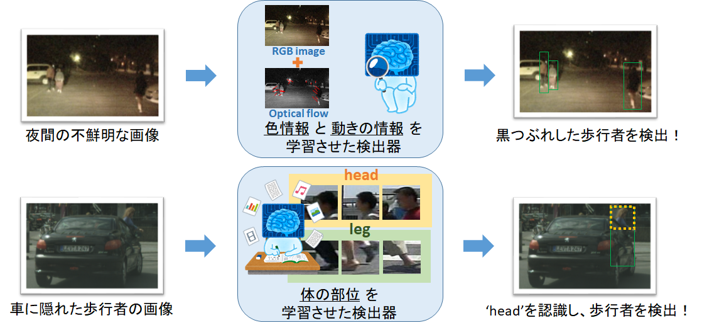 RGB image
Optical flow
夜間の不鮮明な画像
色情報 と 動きの情報 を
学習させた検出器
黒つぶれした歩行者を検出！
head
leg
車に隠れた歩行者の画像
体の部位 を
学習させた検出器
‘head’を認識し、歩行者を検出！